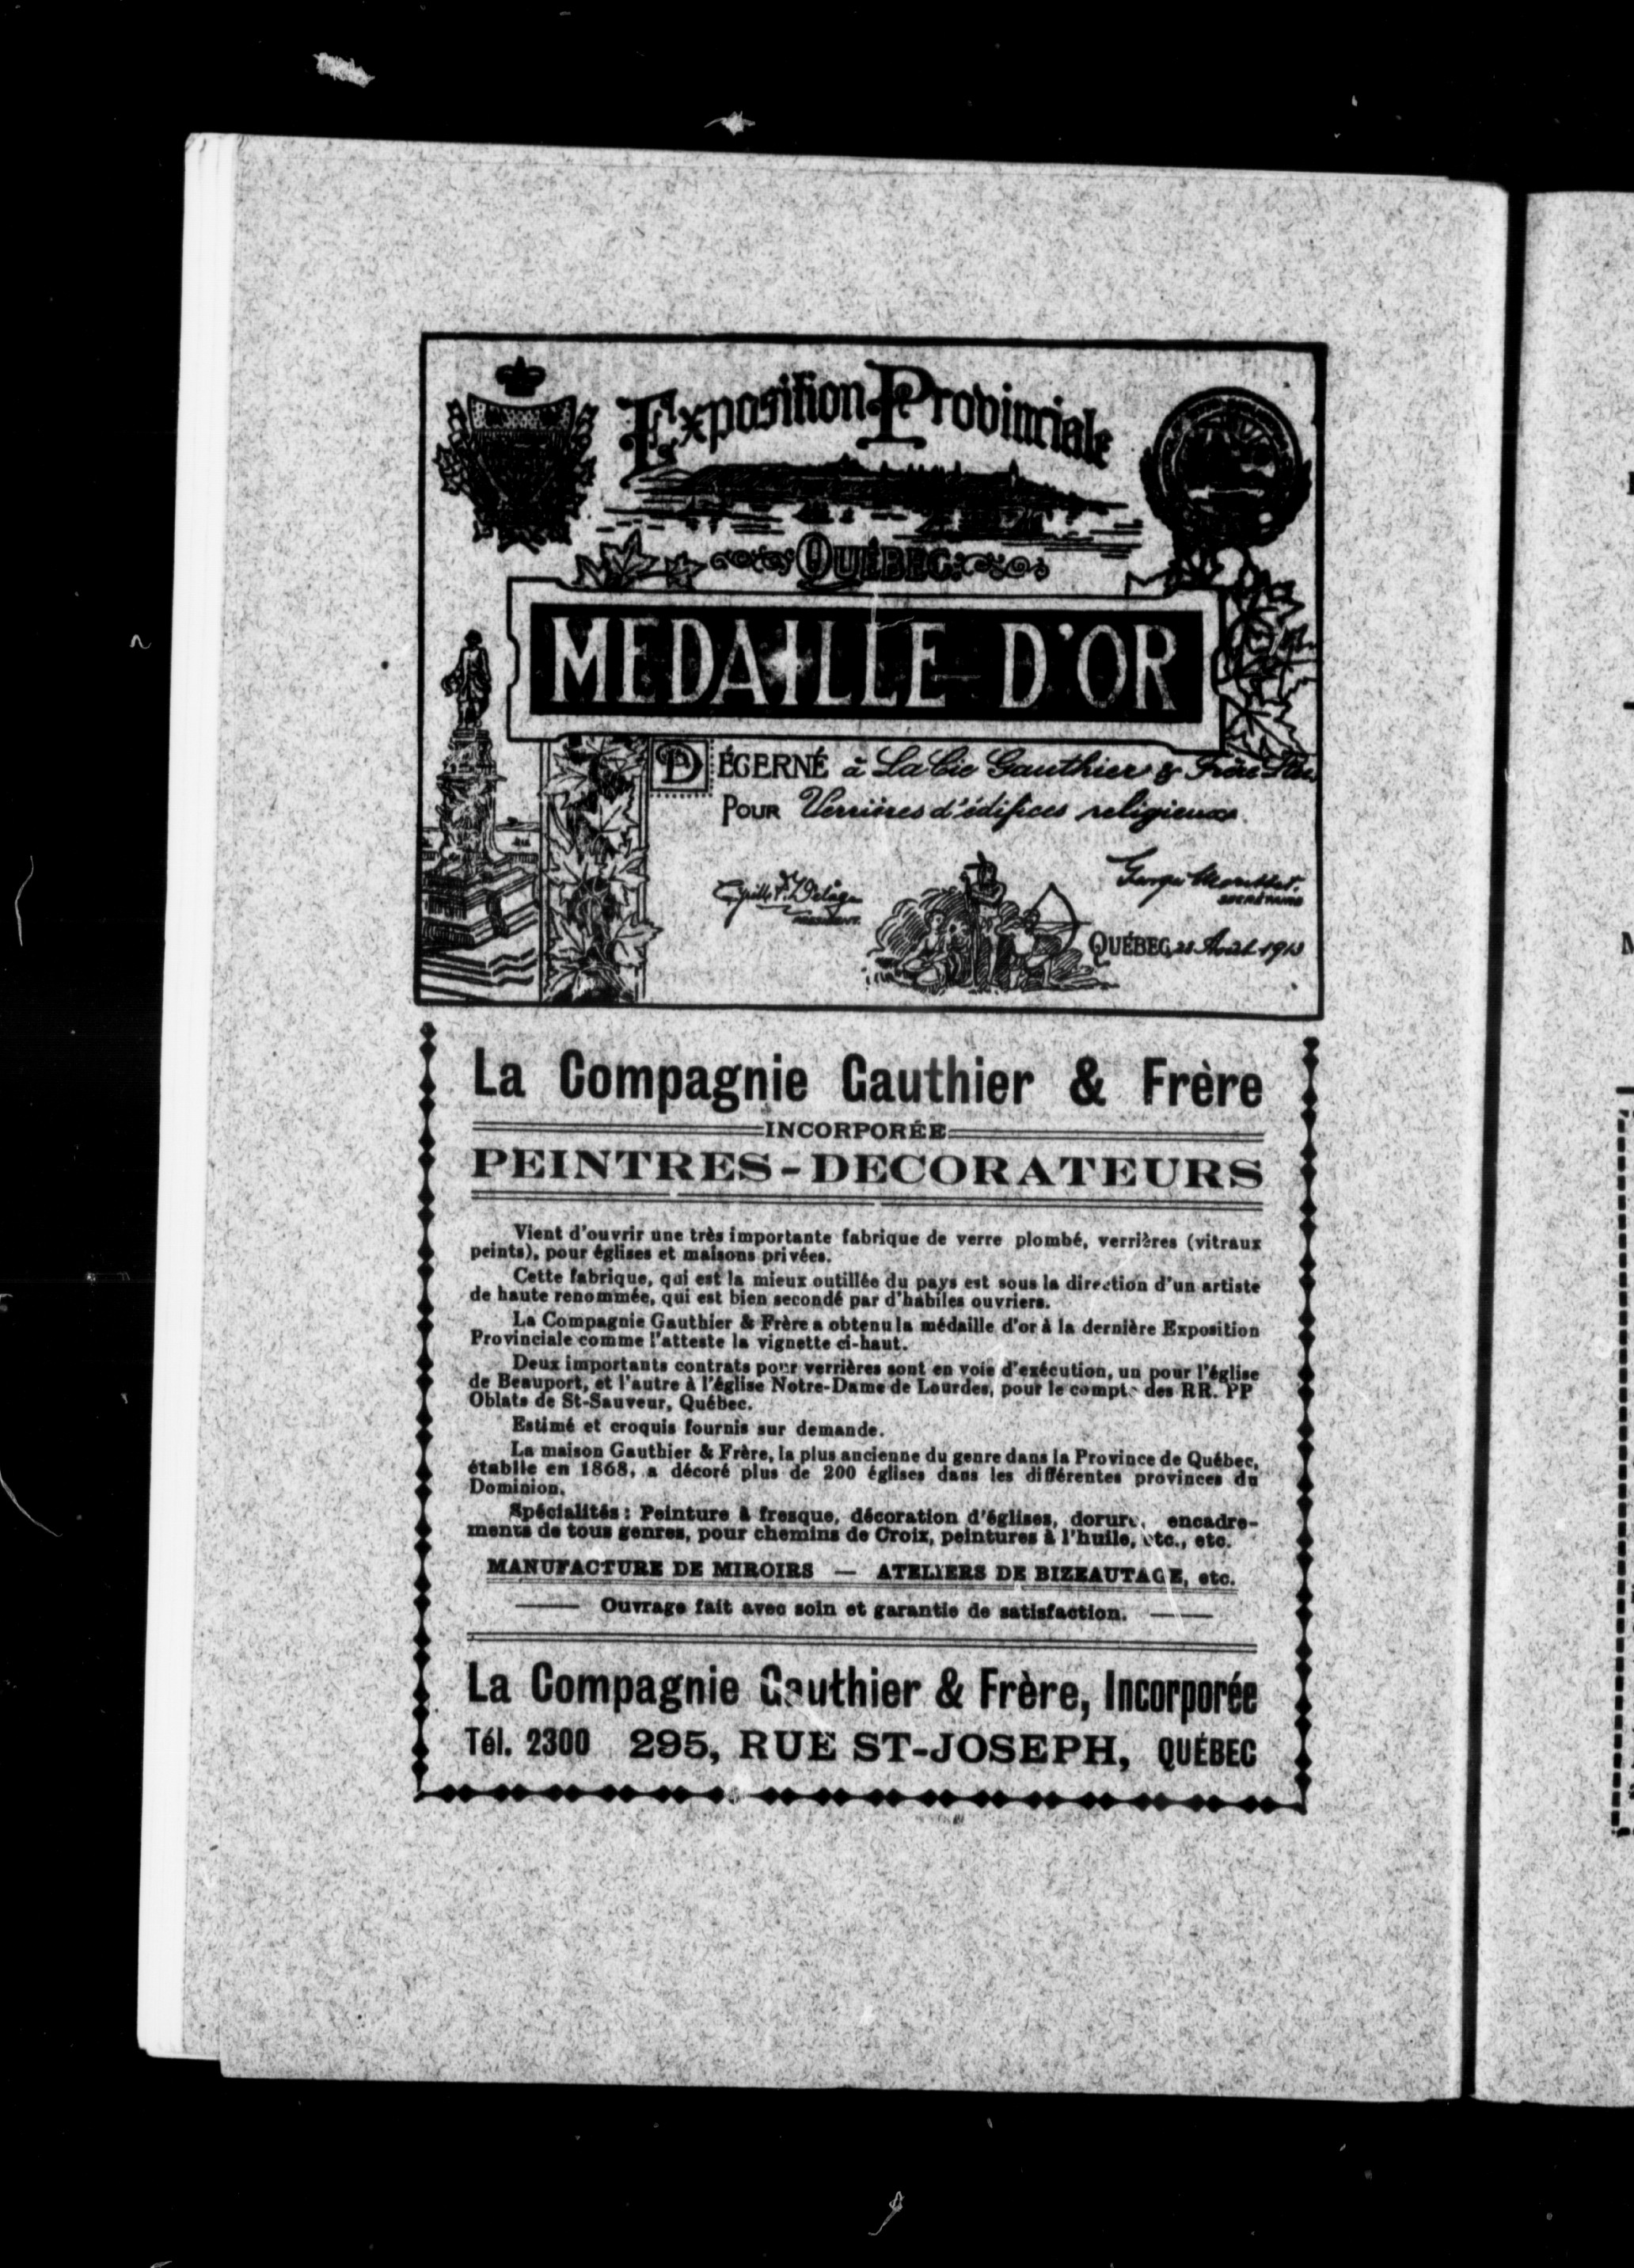 Exposition Provinciale
QUÉBEC
MEDAILLE D'OR
DÉCERNÉ à La Cie Gauthier & Frère
POUR Verrières d'édifices religieux
PRÉSIDENT.
SECRÉTAIRE
QUÉBEC, Août 1913
La Compagnie Gauthier & Frère
INCORPORÉE
PEINTRES-DECORATEURS
Vient d'ouvrir une très importante fabrique de verre plombé, verrières (vitraux
peints), pour églises et maisons privées.
Cette fabrique, qui est la mieux outillée du pays est sous la direction d'un artiste
de haute renommée, qui est bien secondé par d'habiles ouvriers.
La Compagnie Gauthier & Frère a obtenu la médaille d'or à la dernière Exposition
Provinciale comme l'atteste la vignette ci-haut.
Deux importants contrats pour verrières sont en voie d'exécution, un pour l'église
de Beauport, et l'autre à l'église Notre-Dame de Lourdes, pour le compte des RR. PP
Oblats de St-Sauveur, Québec.
Estimé et croquis fournis sur demande.
La maison Gauthier & Frère, la plus ancienne du genre dans la Province de Québec,
établie en 1868, a décoré plus de 200 églises dans les différentes provinces du
Dominion.
Spécialités : Peinture à fresque, décoration d'églises, dorure, encadre-
ments de tous genres, pour chemins de Croix, peintures à l'huile, etc., etc.
MANUFACTURE DE MIROIRS — ATELIERS DE BIZEAUTAGE, etc.
—— Ouvrage fait avec soin et garantie de satisfaction. ——
La Compagnie Gauthier & Frère, Incorporée
Tél. 2300 295, RUE ST-JOSEPH, QUÉBEC